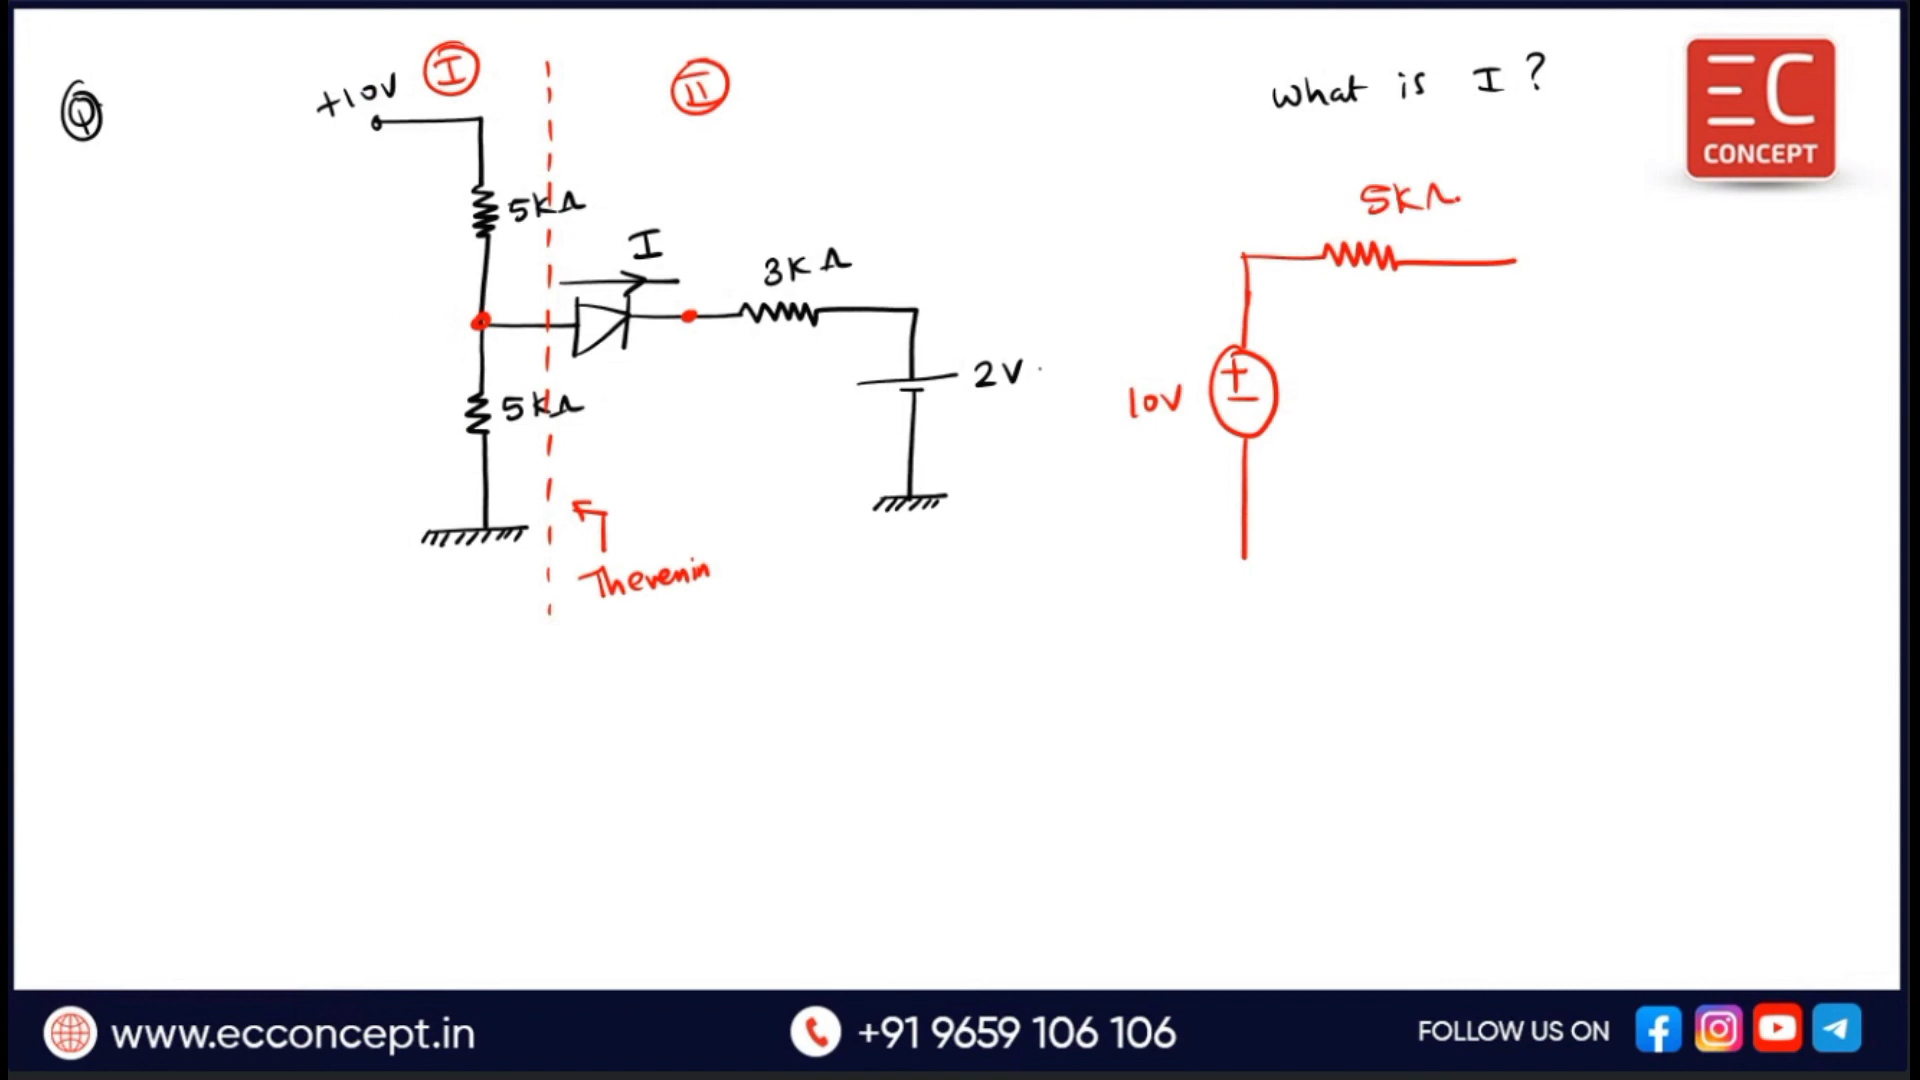 Q
+10V
I
II
What is I ?
EC
CONCEPT
5KΩ
5KΩ
I
3KΩ
2V
10V
+
−
5KΩ
Thevenin
www.ecconcept.in
+91 9659 106 106
FOLLOW US ON